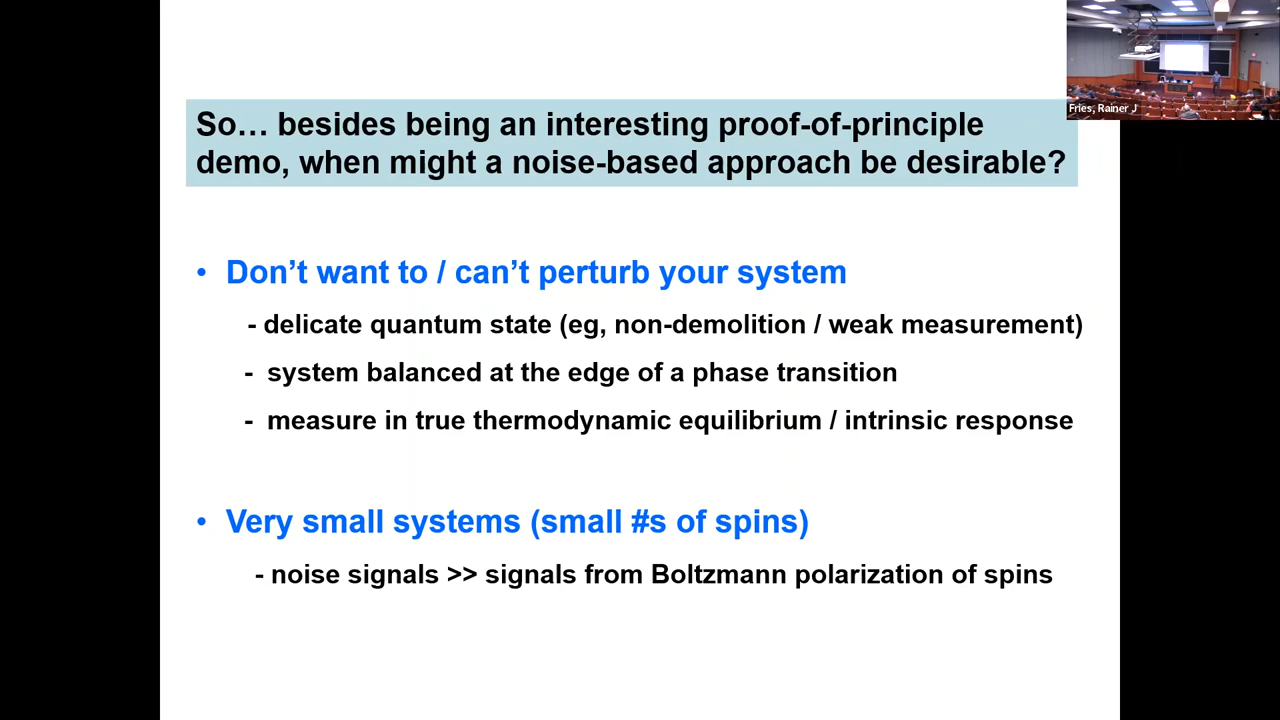 Fries, Rainer J
So… besides being an interesting proof-of-principle
demo, when might a noise-based approach be desirable?
• Don’t want to / can’t perturb your system
- delicate quantum state (eg, non-demolition / weak measurement)
- system balanced at the edge of a phase transition
- measure in true thermodynamic equilibrium / intrinsic response
• Very small systems (small #s of spins)
- noise signals >> signals from Boltzmann polarization of spins